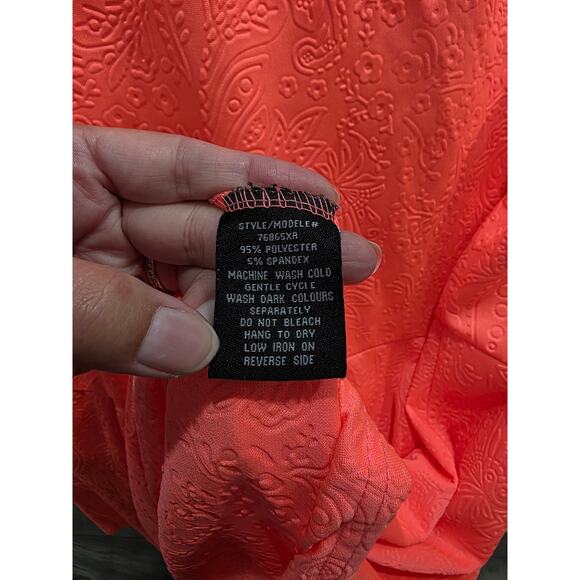 STYLE/MODELE#
76865XR
95% POLYESTER
5% SPANDEX
MACHINE WASH COLD
GENTLE CYCLE
WASH DARK COLOURS
SEPARATELY
DO NOT BLEACH
HANG TO DRY
LOW IRON ON
REVERSE SIDE